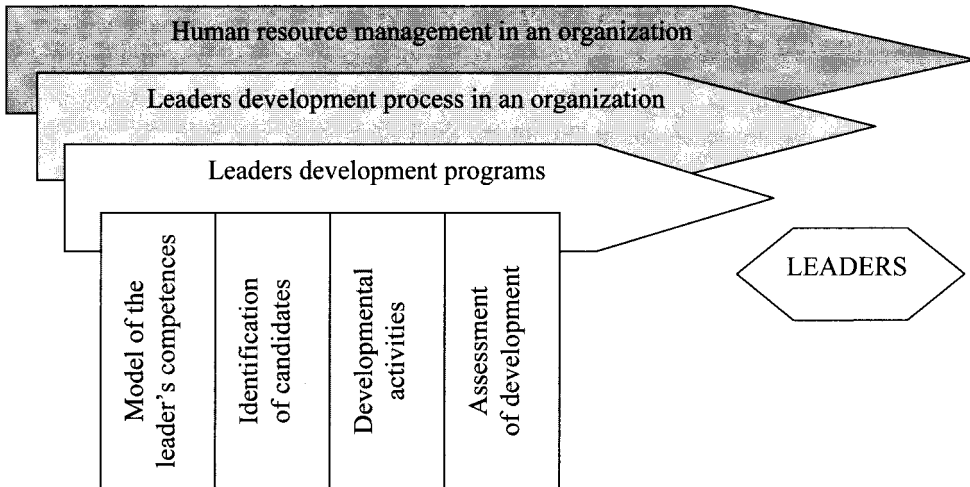 Human resource management in an organization
Leaders development process in an organization
Leaders development programs
LEADERS
Model of the
leader's competences
Identification
of candidates
Developmental
activities
Assessment
of development